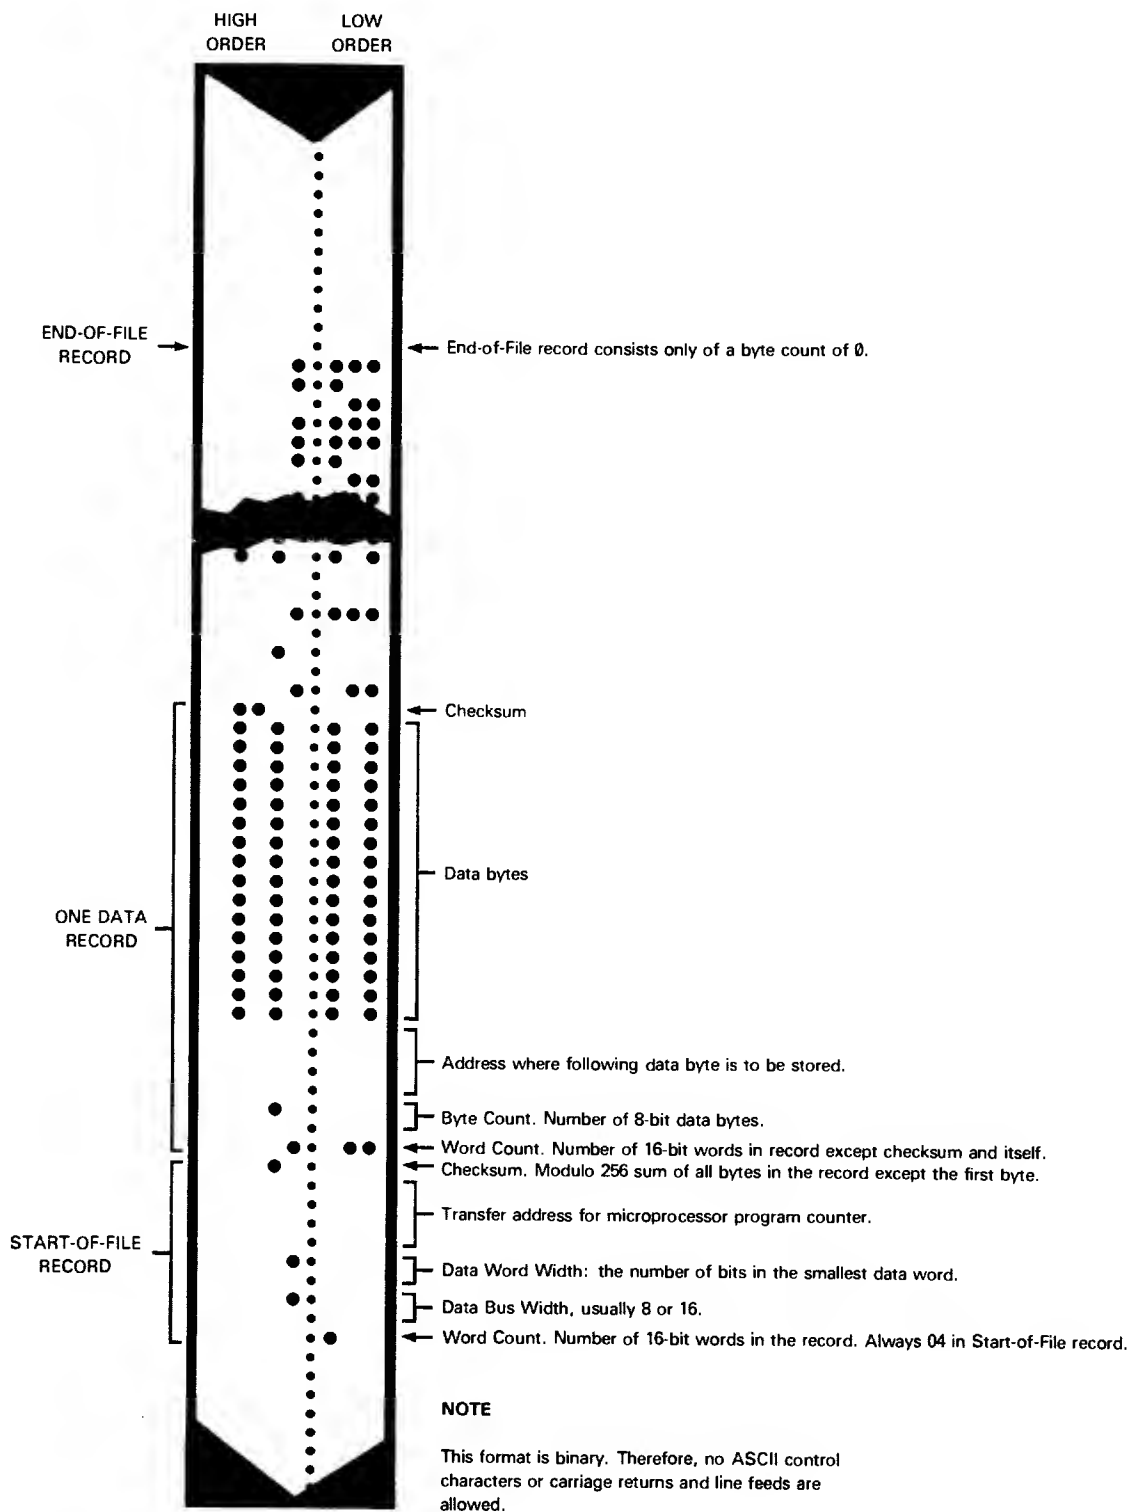 HIGH
ORDER
LOW
ORDER
END-OF-FILE
RECORD
End-of-File record consists only of a byte count of Ø.
Checksum
Data bytes
ONE DATA
RECORD
Address where following data byte is to be stored.
Byte Count. Number of 8-bit data bytes.
Word Count. Number of 16-bit words in record except checksum and itself.
Checksum. Modulo 256 sum of all bytes in the record except the first byte.
Transfer address for microprocessor program counter.
START-OF-FILE
RECORD
Data Word Width: the number of bits in the smallest data word.
Data Bus Width, usually 8 or 16.
Word Count. Number of 16-bit words in the record. Always 04 in Start-of-File record.
NOTE
This format is binary. Therefore, no ASCII control
characters or carriage returns and line feeds are
allowed.